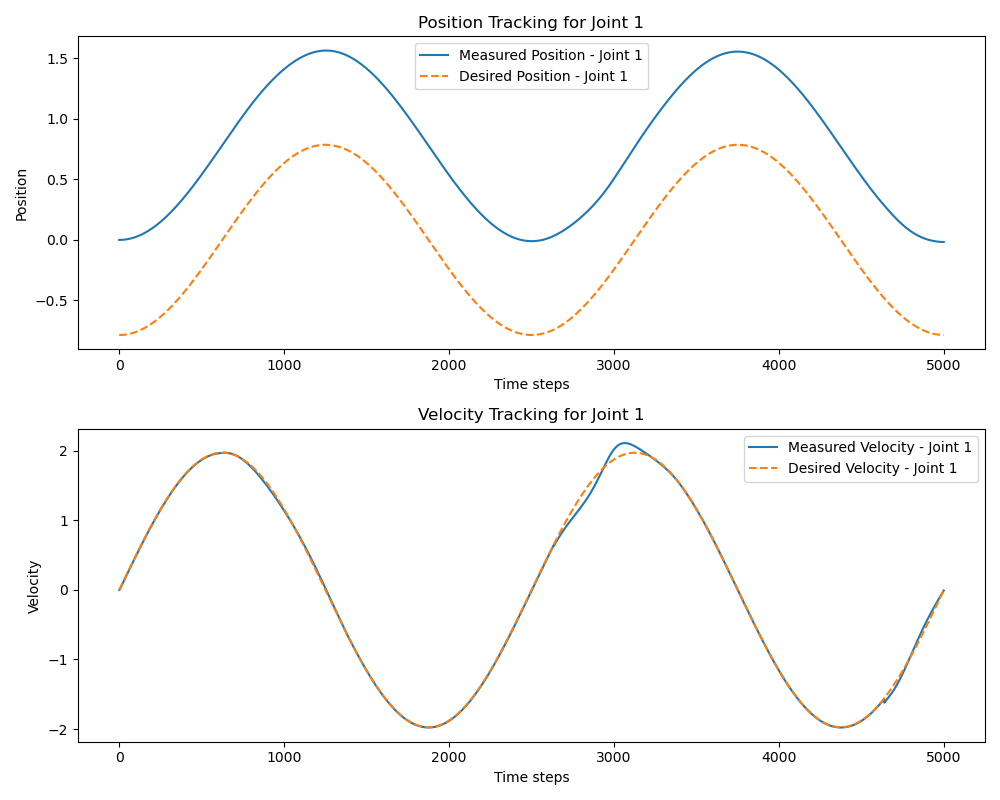 Position Tracking for Joint 1
Measured Position - Joint 1
Desired Position - Joint 1
1.5
1.0
0.5
0.0
−0.5
Position
0 1000 2000 3000 4000 5000
Time steps
Velocity Tracking for Joint 1
Measured Velocity - Joint 1
Desired Velocity - Joint 1
2
1
0
−1
−2
Velocity
0 1000 2000 3000 4000 5000
Time steps